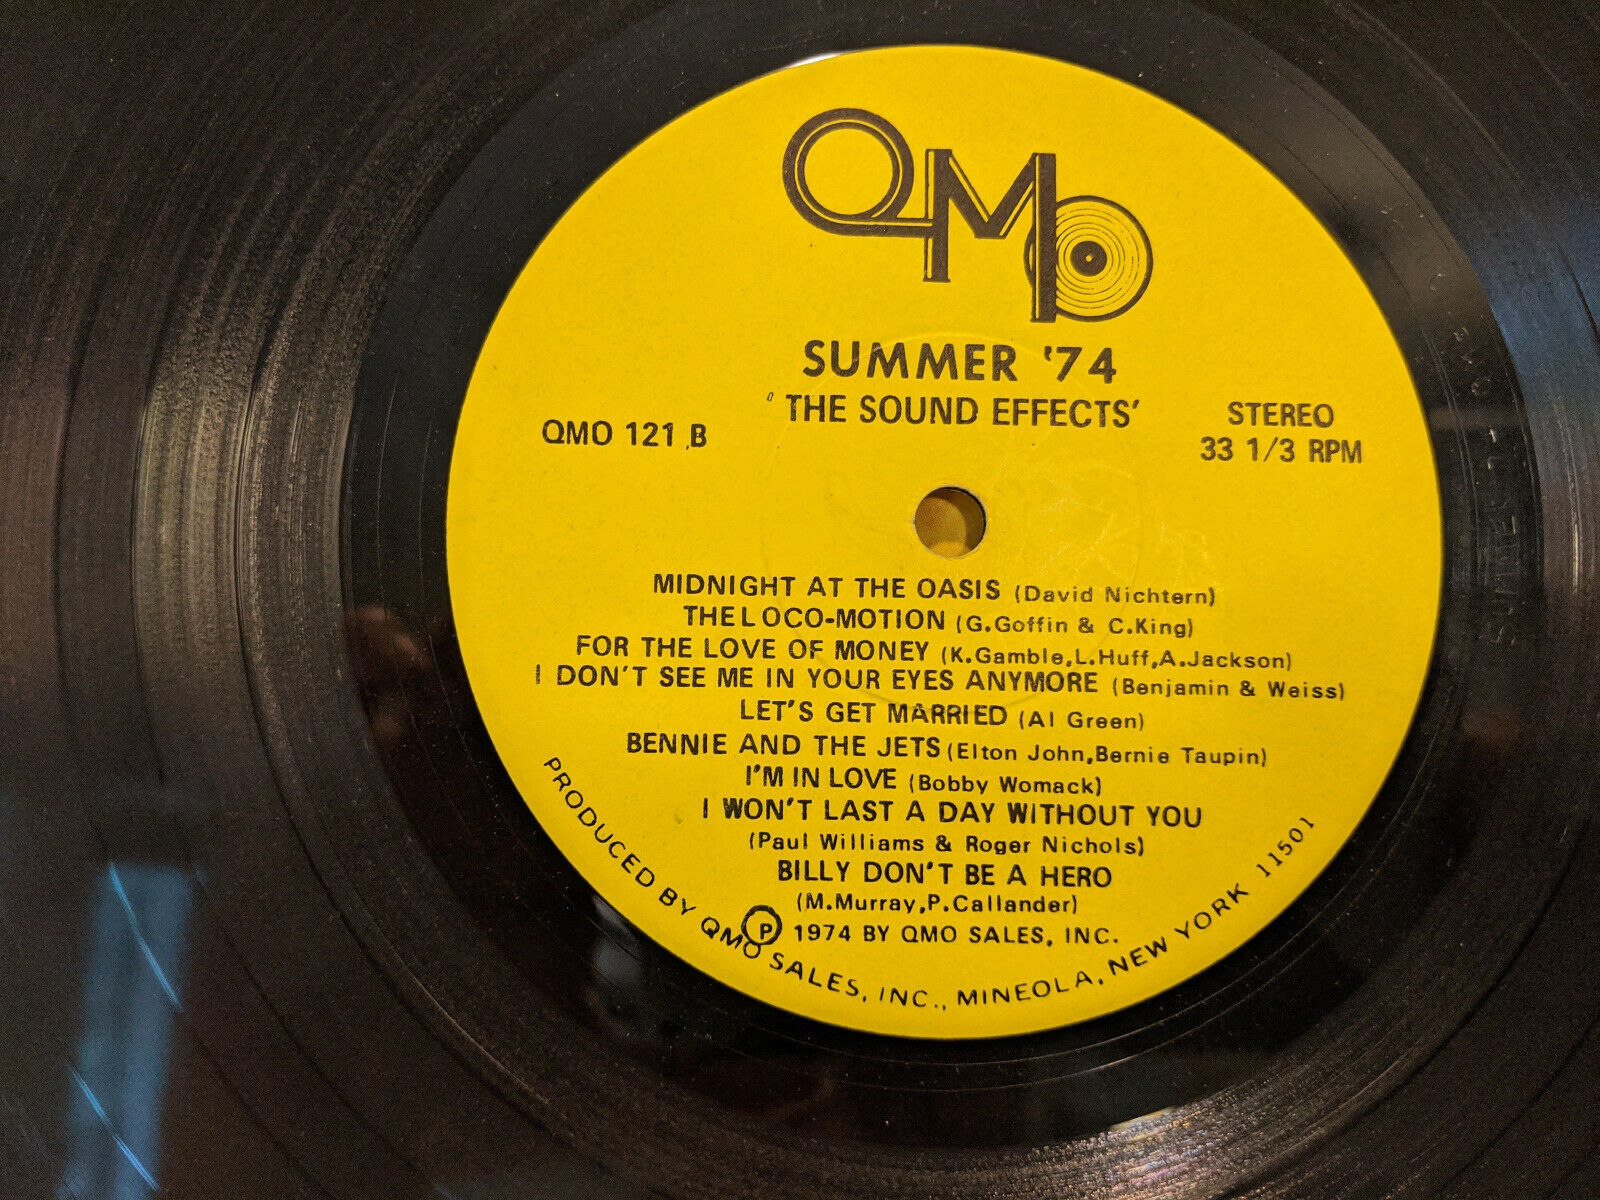 QMO
SUMMER '74
'THE SOUND EFFECTS'
QMO 121 B
STEREO
33 1/3 RPM
MIDNIGHT AT THE OASIS (David Nichtern)
THE LOCO-MOTION (G.Goffin & C.King)
FOR THE LOVE OF MONEY (K.Gamble,L.Huff,A.Jackson)
I DON'T SEE ME IN YOUR EYES ANYMORE (Benjamin & Weiss)
LET'S GET MARRIED (Al Green)
BENNIE AND THE JETS (Elton John,Bernie Taupin)
I'M IN LOVE (Bobby Womack)
I WON'T LAST A DAY WITHOUT YOU
(Paul Williams & Roger Nichols)
BILLY DON'T BE A HERO
(M.Murray,P.Callander)
Ⓟ 1974 BY QMO SALES, INC.
PRODUCED BY QMO SALES, INC., MINEOLA, NEW YORK 11501